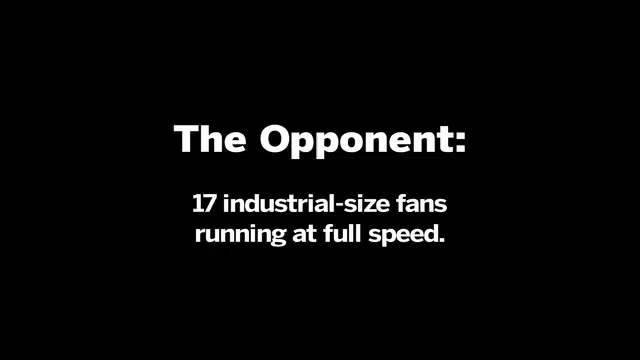 The Opponent:
17 industrial-size fans
running at full speed.